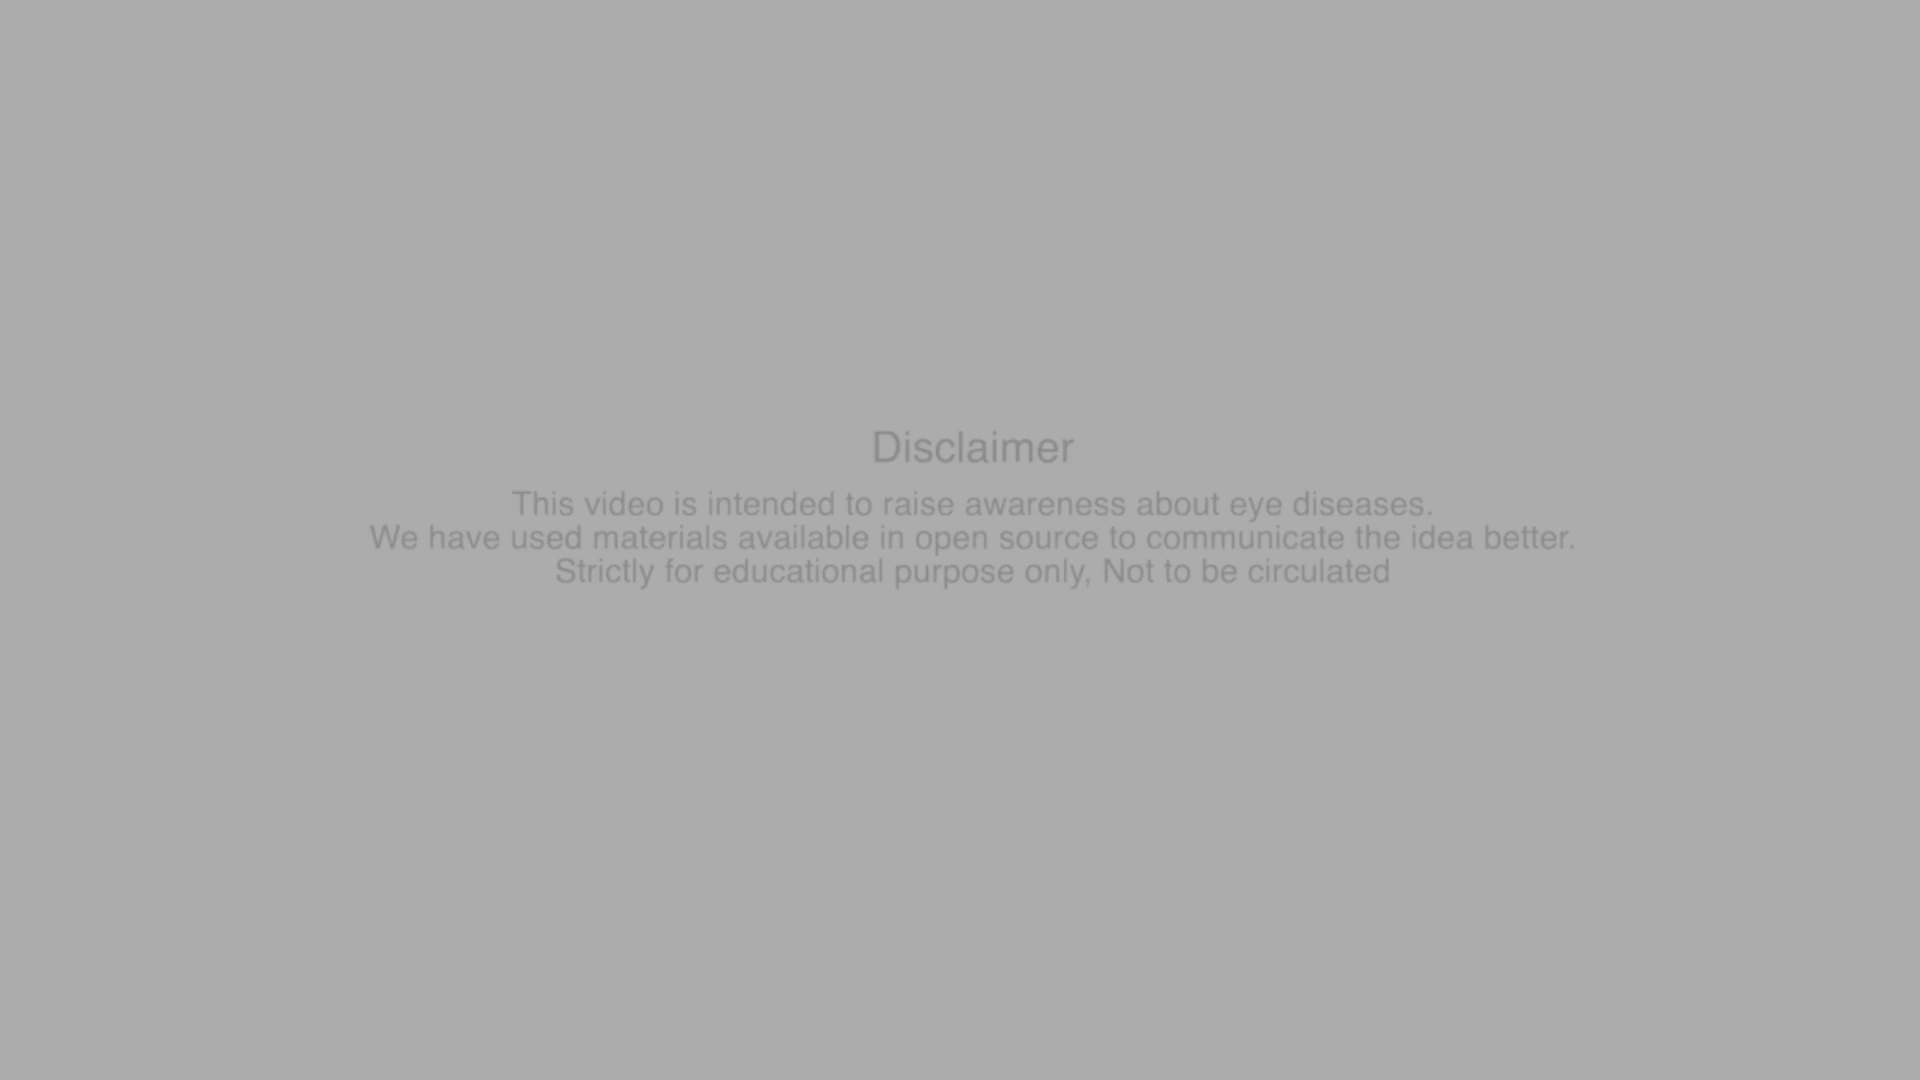 Disclaimer
This video is intended to raise awareness about eye diseases.
We have used materials available in open source to communicate the idea better.
Strictly for educational purpose only, Not to be circulated